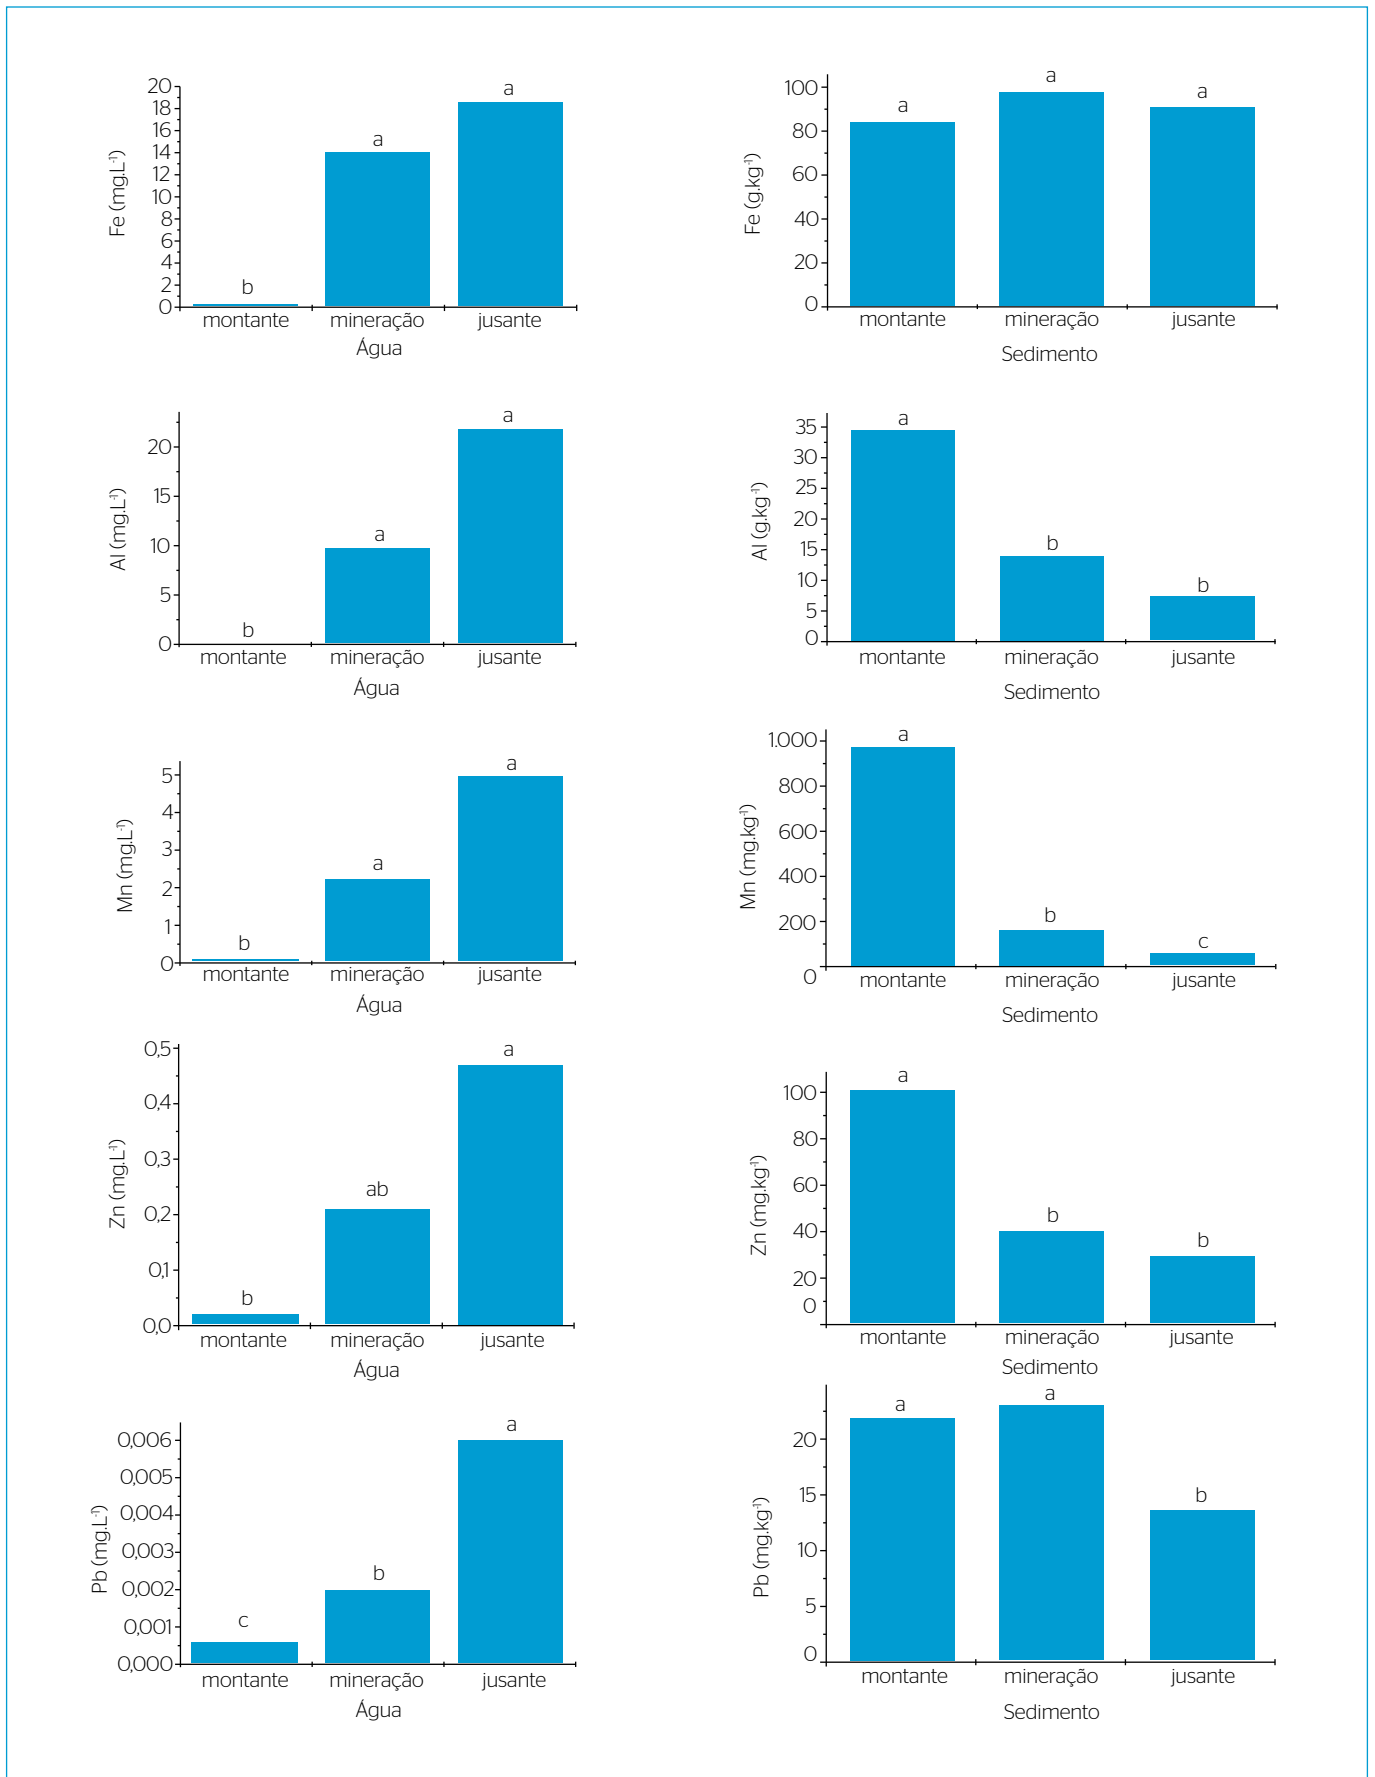 20
18
16
14
12
10
8
6
4
2
0
Fe (mg.L-1)
b
a
a
montante mineração jusante
Água
100
80
60
40
20
0
Fe (g.kg-1)
a
a
a
montante mineração jusante
Sedimento
20
15
10
5
0
Al (mg.L-1)
b
a
a
montante mineração jusante
Água
35
30
25
20
15
10
5
0
Al (g.kg-1)
a
b
b
montante mineração jusante
Sedimento
5
4
3
2
1
0
Mn (mg.L-1)
b
a
a
montante mineração jusante
Água
1.000
800
600
400
200
0
Mn (mg.kg-1)
a
b
c
montante mineração jusante
Sedimento
0,5
0,4
0,3
0,2
0,1
0,0
Zn (mg.L-1)
b
ab
a
montante mineração jusante
Água
100
80
60
40
20
0
Zn (mg.kg-1)
a
b
b
montante mineração jusante
Sedimento
0,006
0,005
0,004
0,003
0,002
0,001
0,000
Pb (mg.L-1)
c
b
a
montante mineração jusante
Água
20
15
10
5
0
Pb (mg.kg-1)
a
a
b
montante mineração jusante
Sedimento